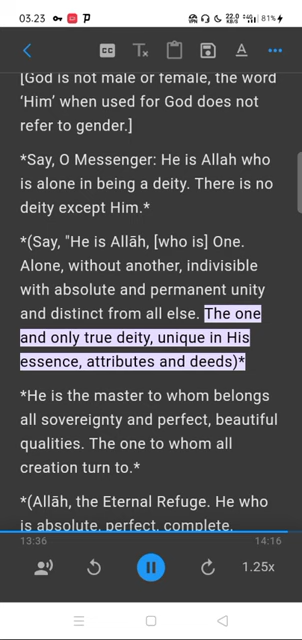 03.23
22.0 KB/s
4G
81%
CC
A
[God is not male or female, the word
‘Him’ when used for God does not
refer to gender.]
*Say, O Messenger: He is Allah who
is alone in being a deity. There is no
deity except Him.*
*(Say, "He is Allāh, [who is] One.
Alone, without another, indivisible
with absolute and permanent unity
and distinct from all else. The one
and only true deity, unique in His
essence, attributes and deeds)*
*He is the master to whom belongs
all sovereignty and perfect, beautiful
qualities. The one to whom all
creation turn to.*
*(Allāh, the Eternal Refuge. He who
is absolute, perfect, complete,
13:36
14:16
1.25x